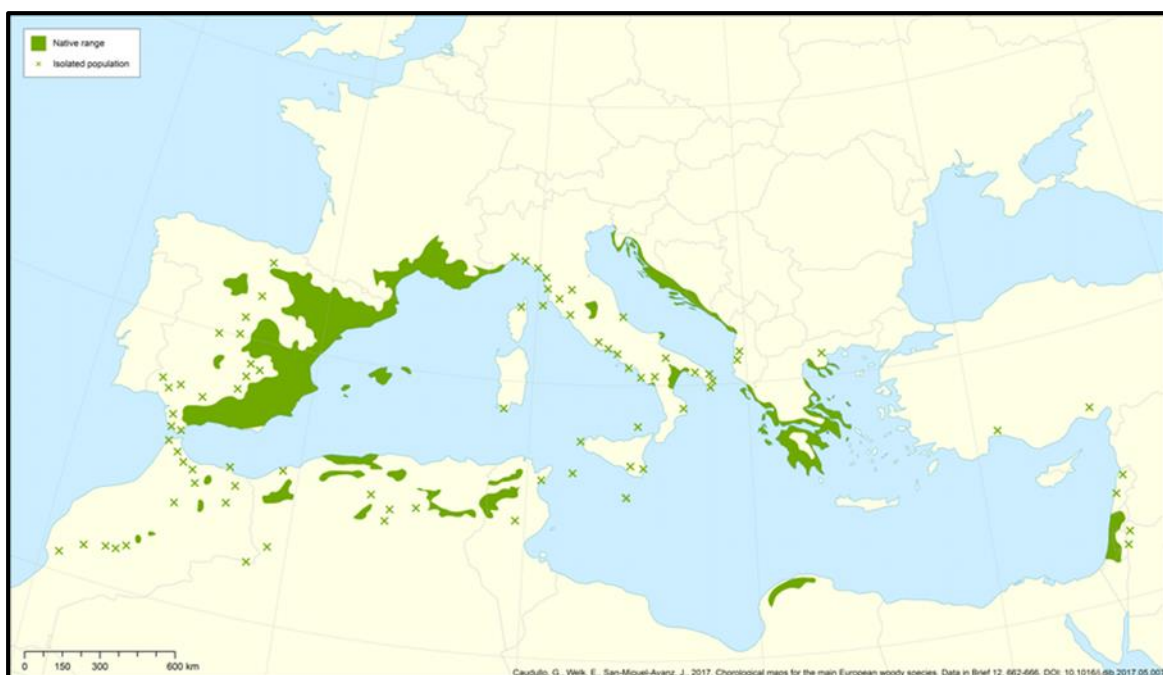 Native range
Isolated population
0 150 300 600 km
Caudullo, G., Welk, E., San-Miguel-Ayanz, J., 2017. Chorological maps for the main European woody species. Data in Brief 12, 662-666. DOI: 10.1016/j.dib.2017.05.007